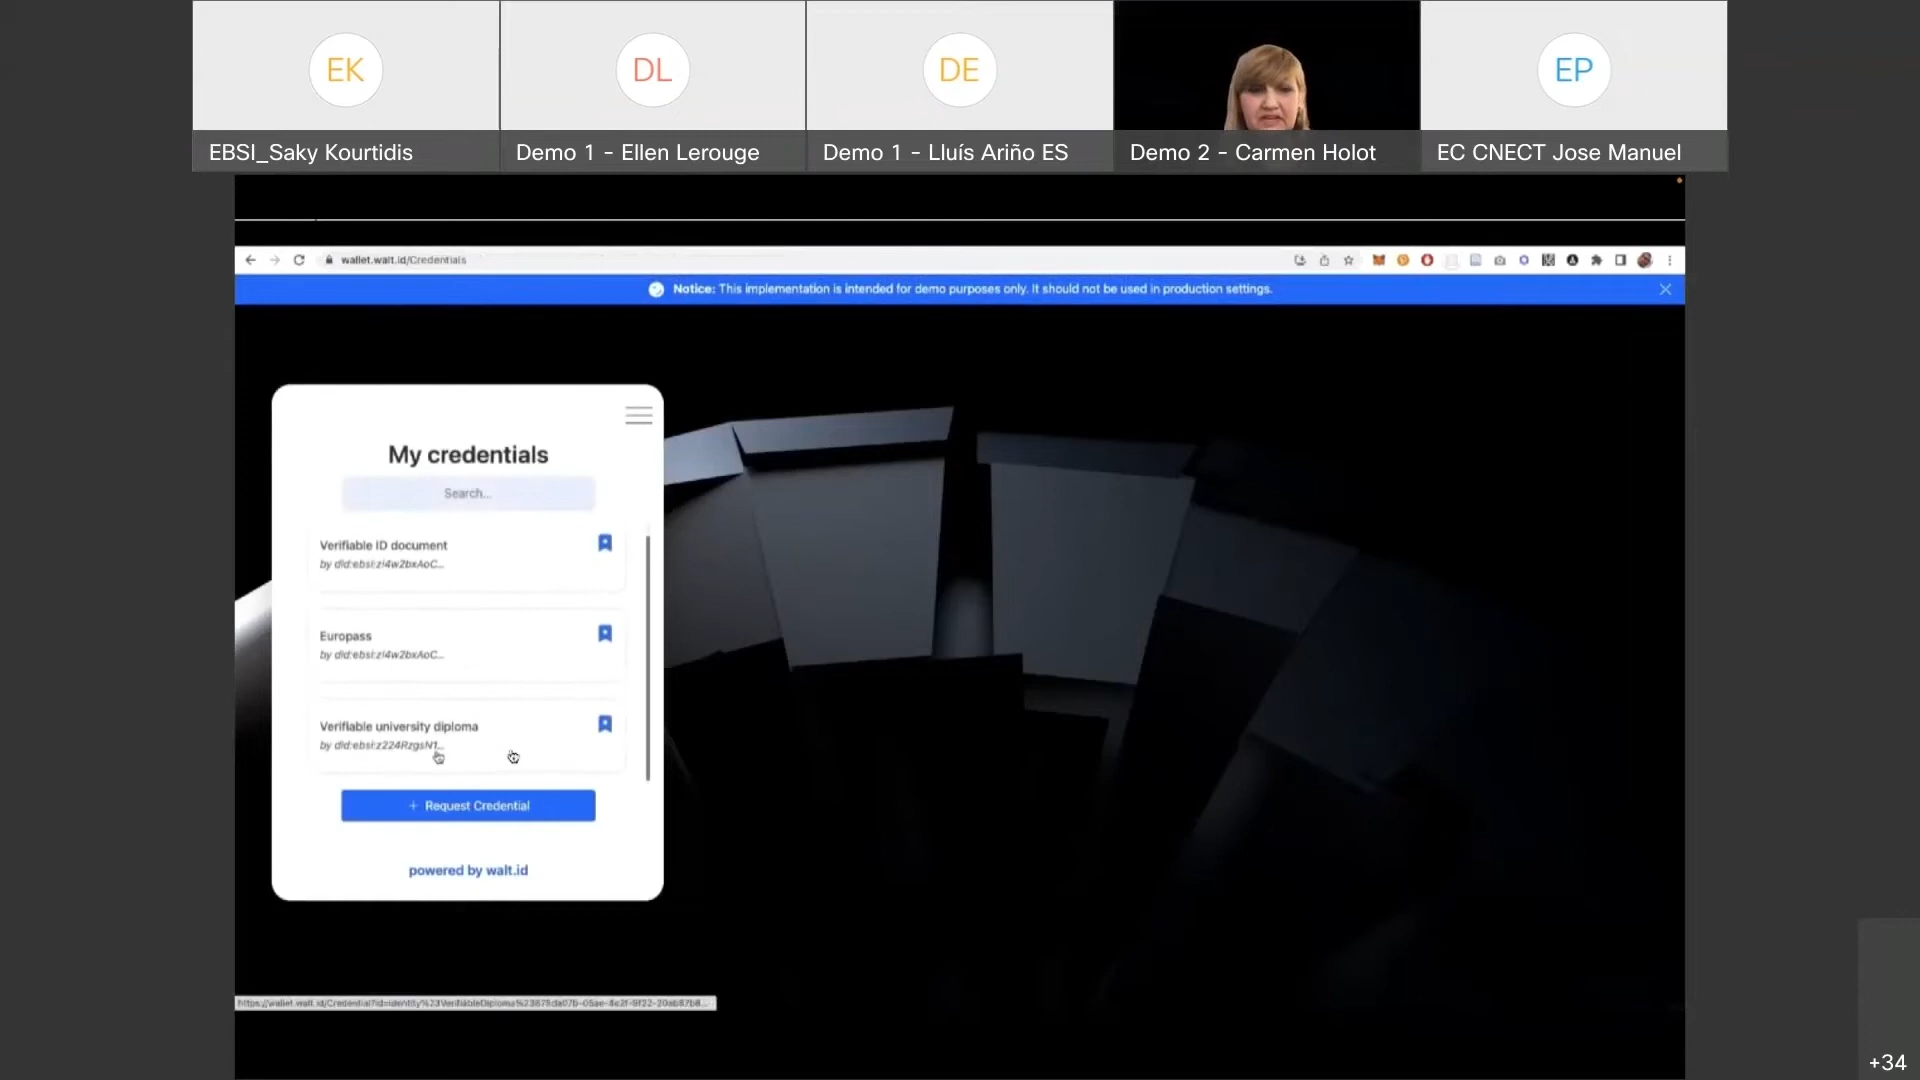 EK
DL
DE
EP
EBSI_Saky Kourtidis
Demo 1 - Ellen Lerouge
Demo 1 - Lluís Ariño ES
Demo 2 - Carmen Holot
EC CNECT Jose Manuel
wallet.walt.id/Credentials
Notice: This implementation is intended for demo purposes only. It should not be used in production settings.
My credentials
Search...
Verifiable ID document
by did:ebsi:zi4w2bxAoC...
Europass
by did:ebsi:zi4w2bxAoC...
Verifiable university diploma
by did:ebsi:z224RzgsN1...
+ Request Credential
powered by walt.id
+34